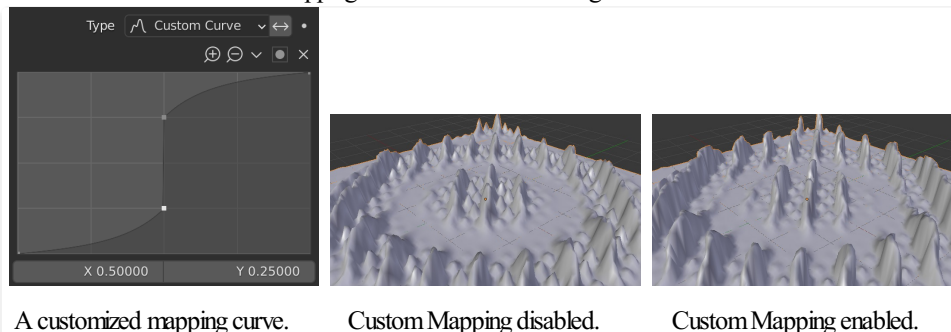 Type Custom Curve
X 0.50000 Y 0.25000
A customized mapping curve. Custom Mapping disabled. Custom Mapping enabled.